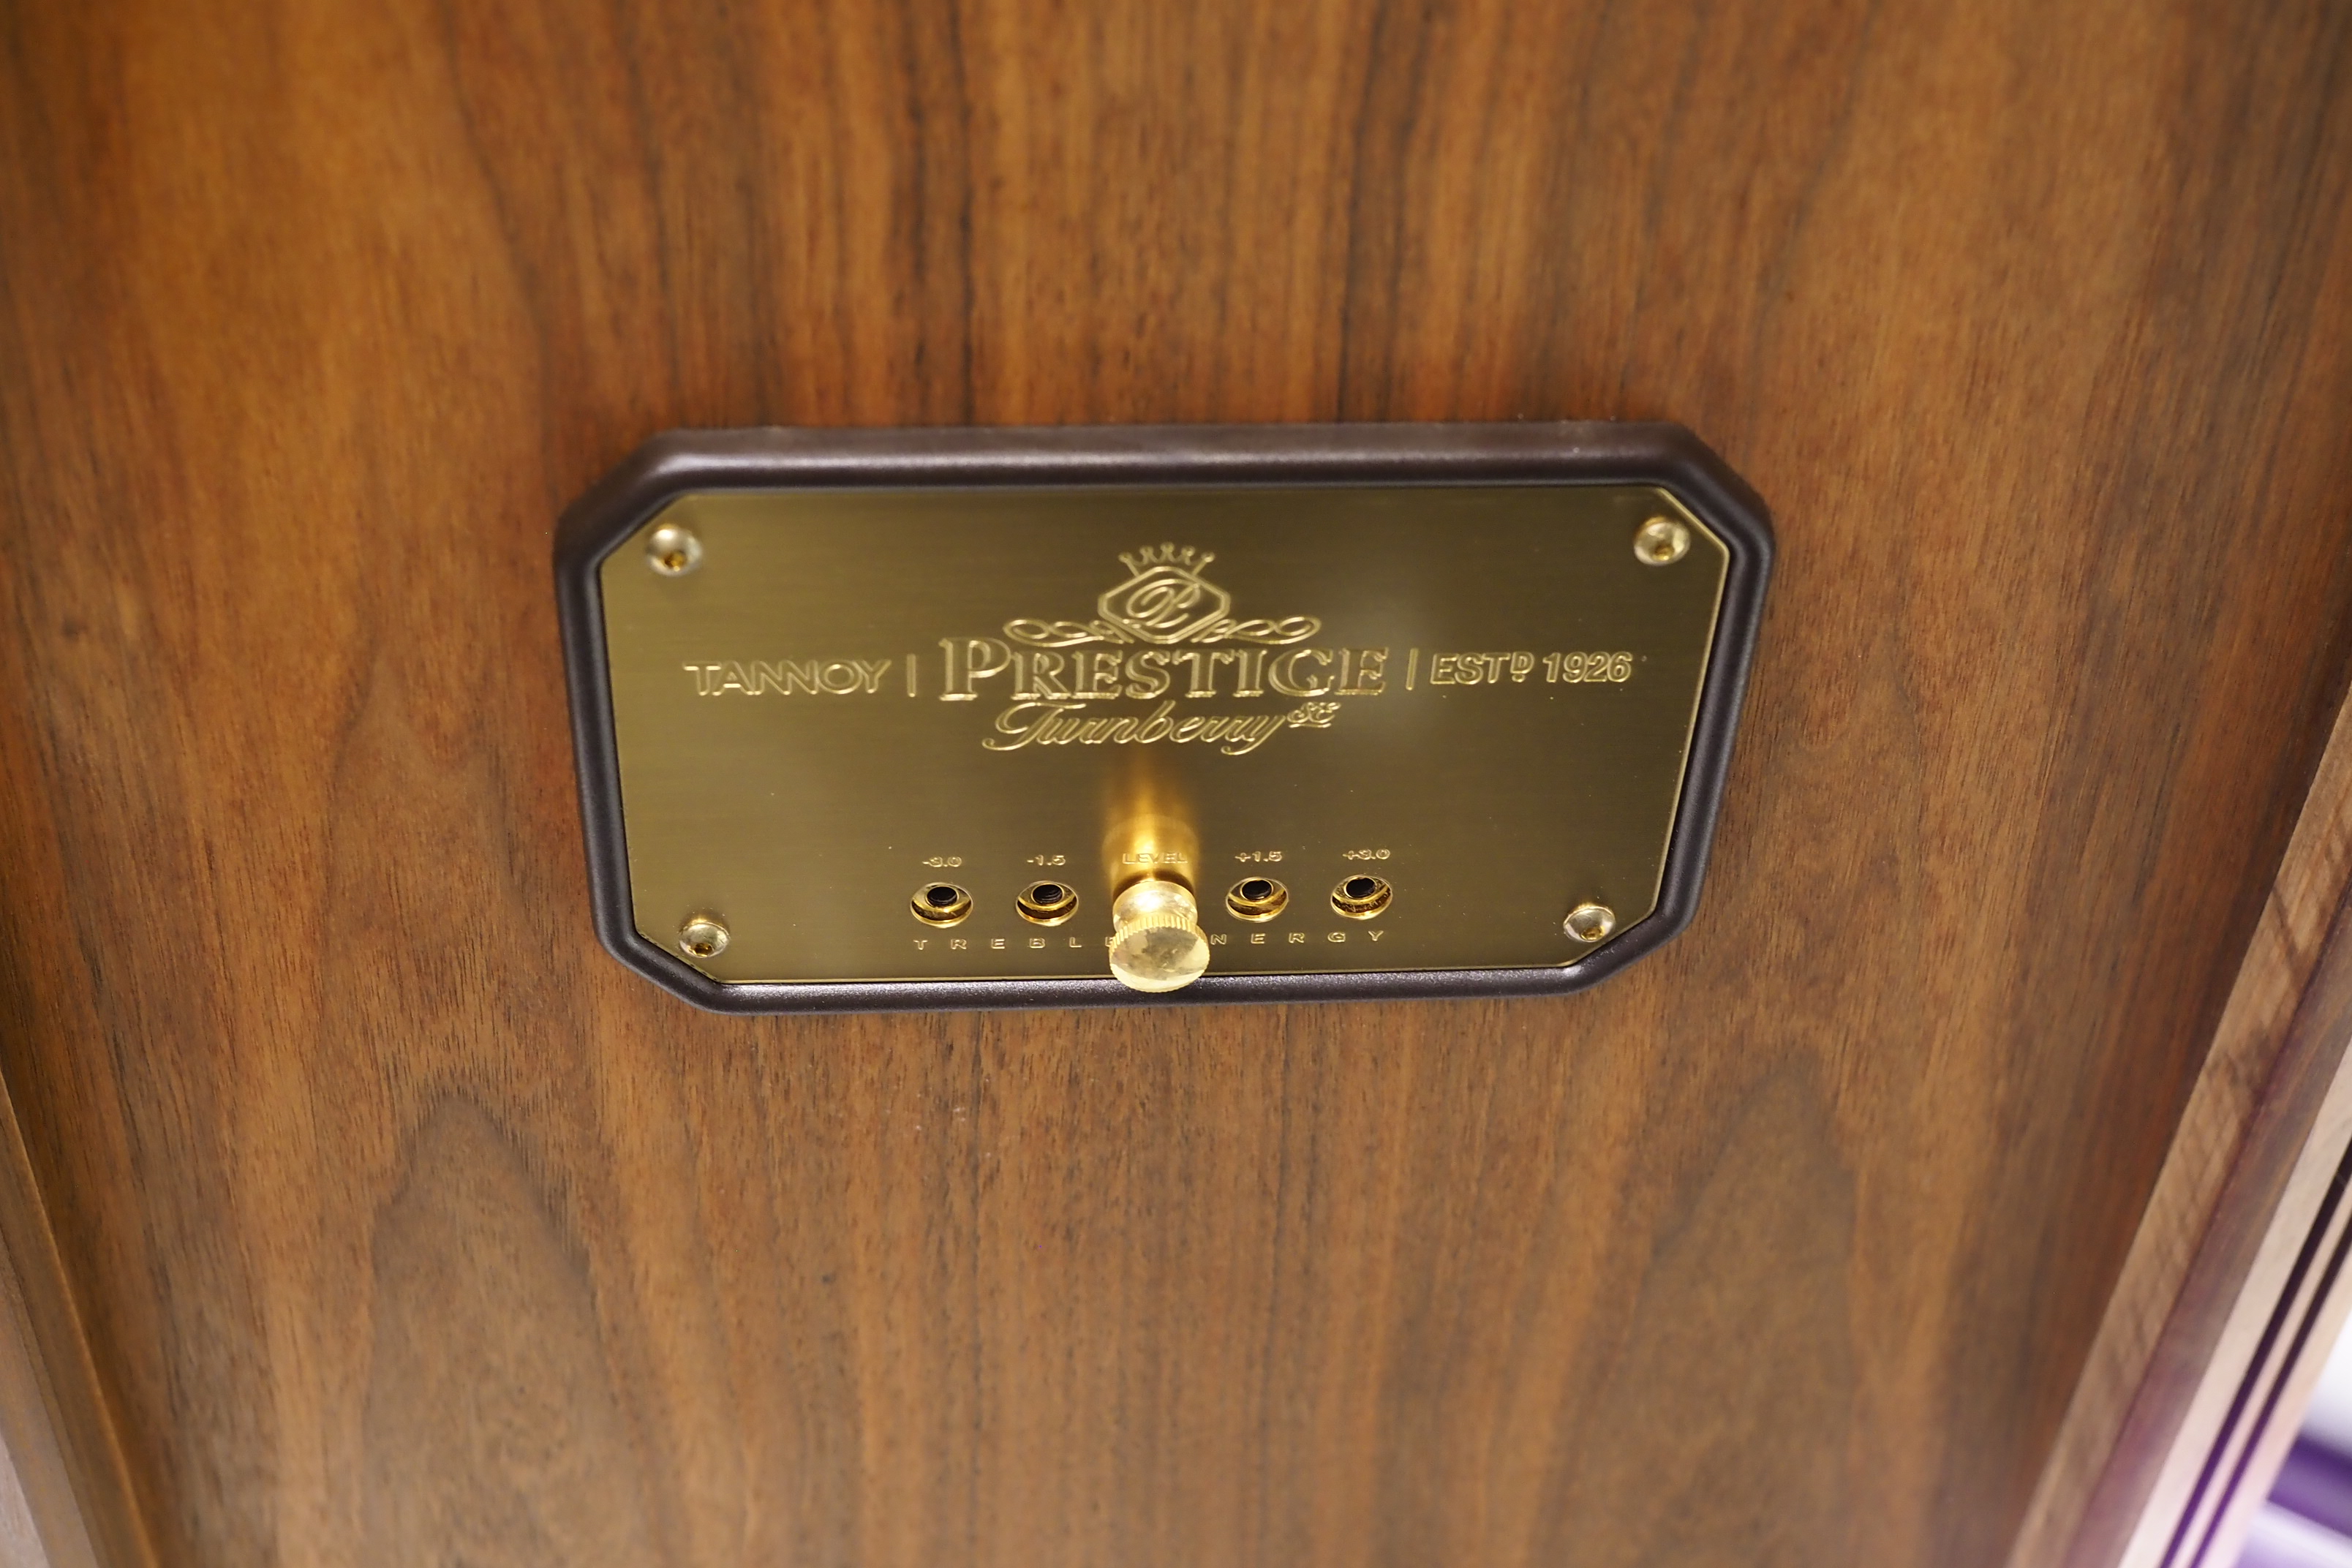 P
TANNOY | PRESTIGE | ESTD 1926
Turnberry SE
-3.0 -1.5 LEVEL +1.5 +3.0
TREBLE ENERGY